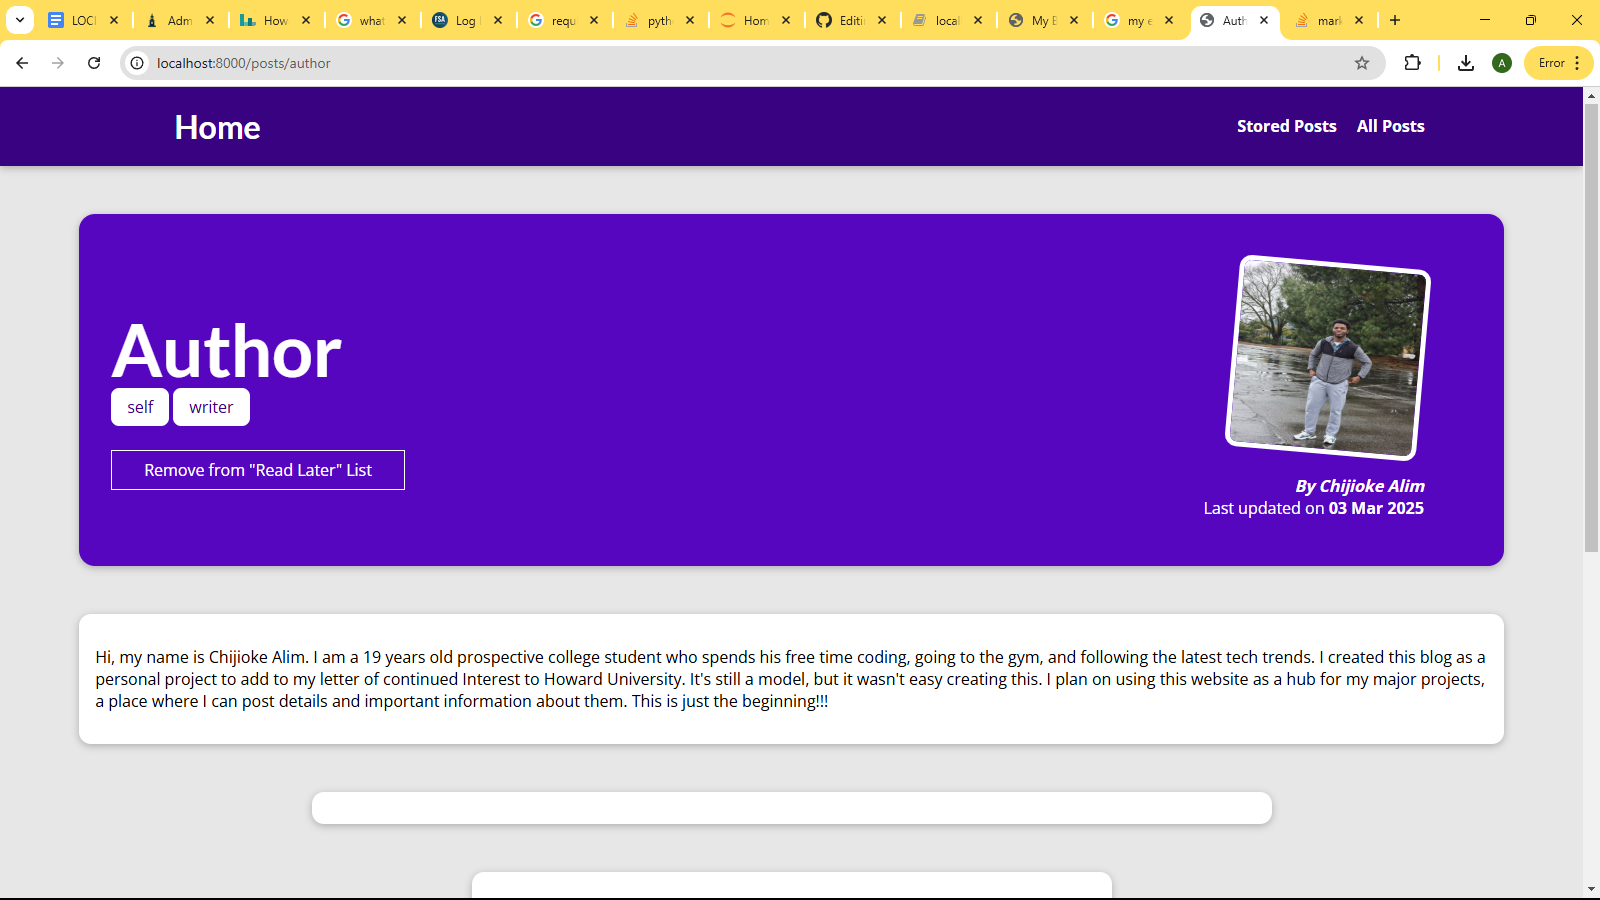 LOCI
Adm
How
what
FSA
Log
requ
pyth
Hom
Editi
local
My B
my e
Auth
mark
localhost:8000/posts/author
A
Error
Home
Stored Posts
All Posts
Author
self
writer
Remove from "Read Later" List
By Chijioke Alim
Last updated on 03 Mar 2025
Hi, my name is Chijioke Alim. I am a 19 years old prospective college student who spends his free time coding, going to the gym, and following the latest tech trends. I created this blog as a
personal project to add to my letter of continued Interest to Howard University. It's still a model, but it wasn't easy creating this. I plan on using this website as a hub for my major projects,
a place where I can post details and important information about them. This is just the beginning!!!